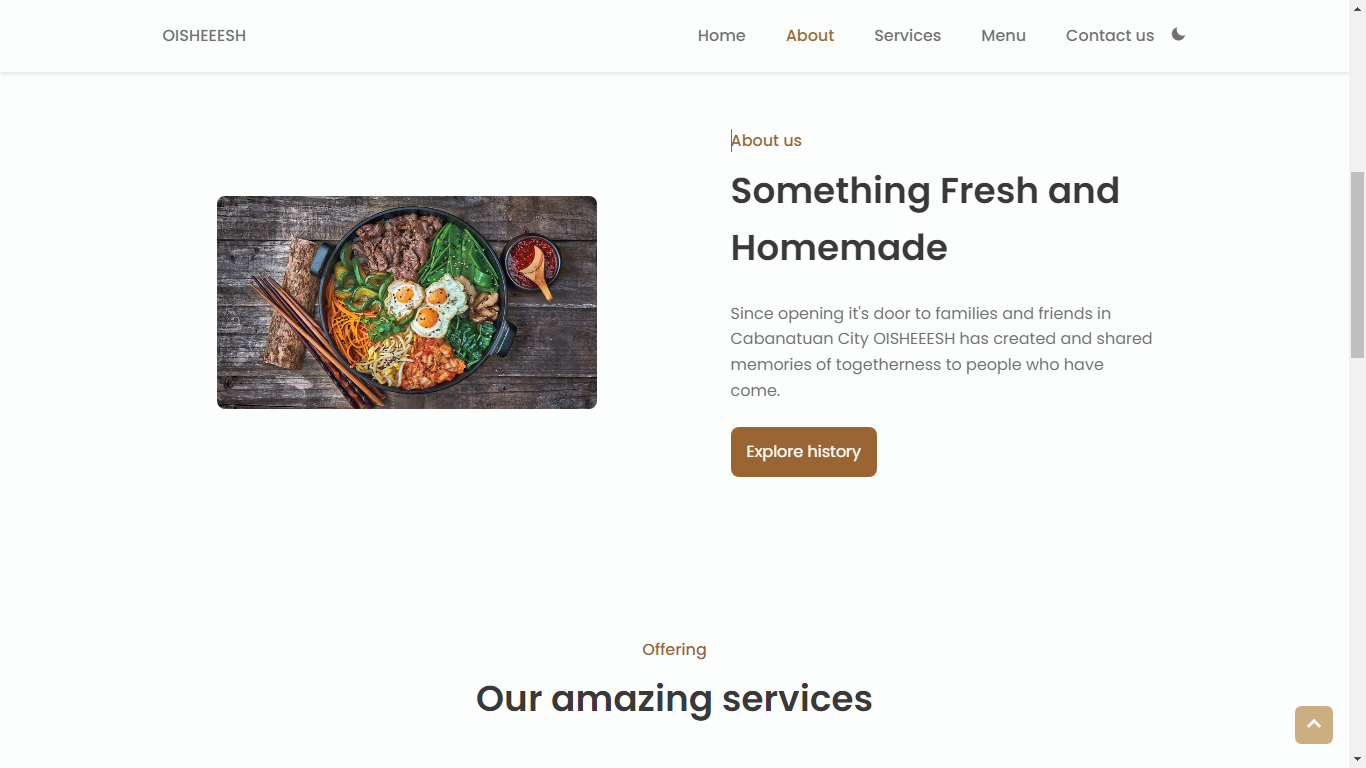 OISHEEESH
Home About Services Menu Contact us
About us
Something Fresh and
Homemade
Since opening it's door to families and friends in
Cabanatuan City OISHEEESH has created and shared
memories of togetherness to people who have
come.
Explore history
Offering
Our amazing services